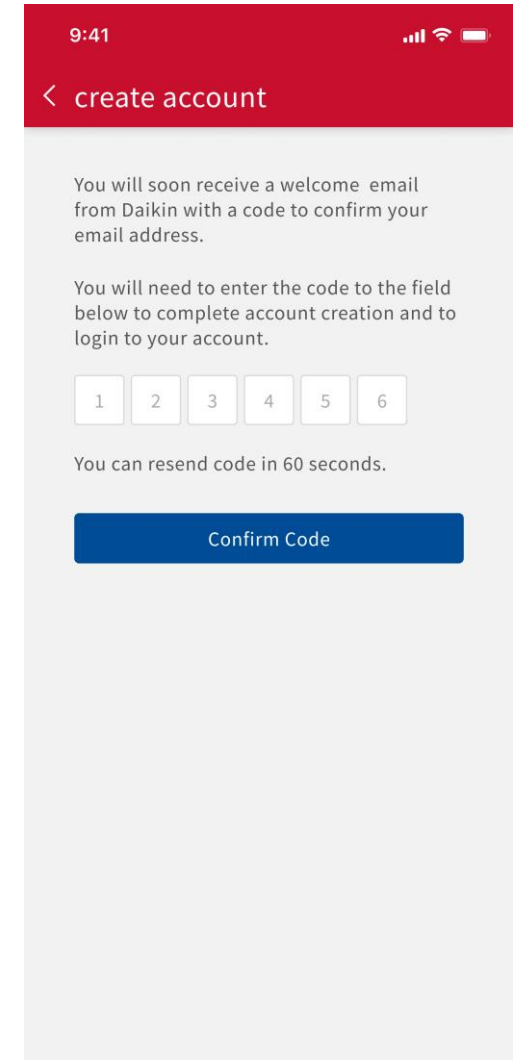 9:41
create account
You will soon receive a welcome  email
from Daikin with a code to confirm your
email address.
You will need to enter the code to the field
below to complete account creation and to
login to your account.
1 2 3 4 5 6
You can resend code in 60 seconds.
Confirm Code